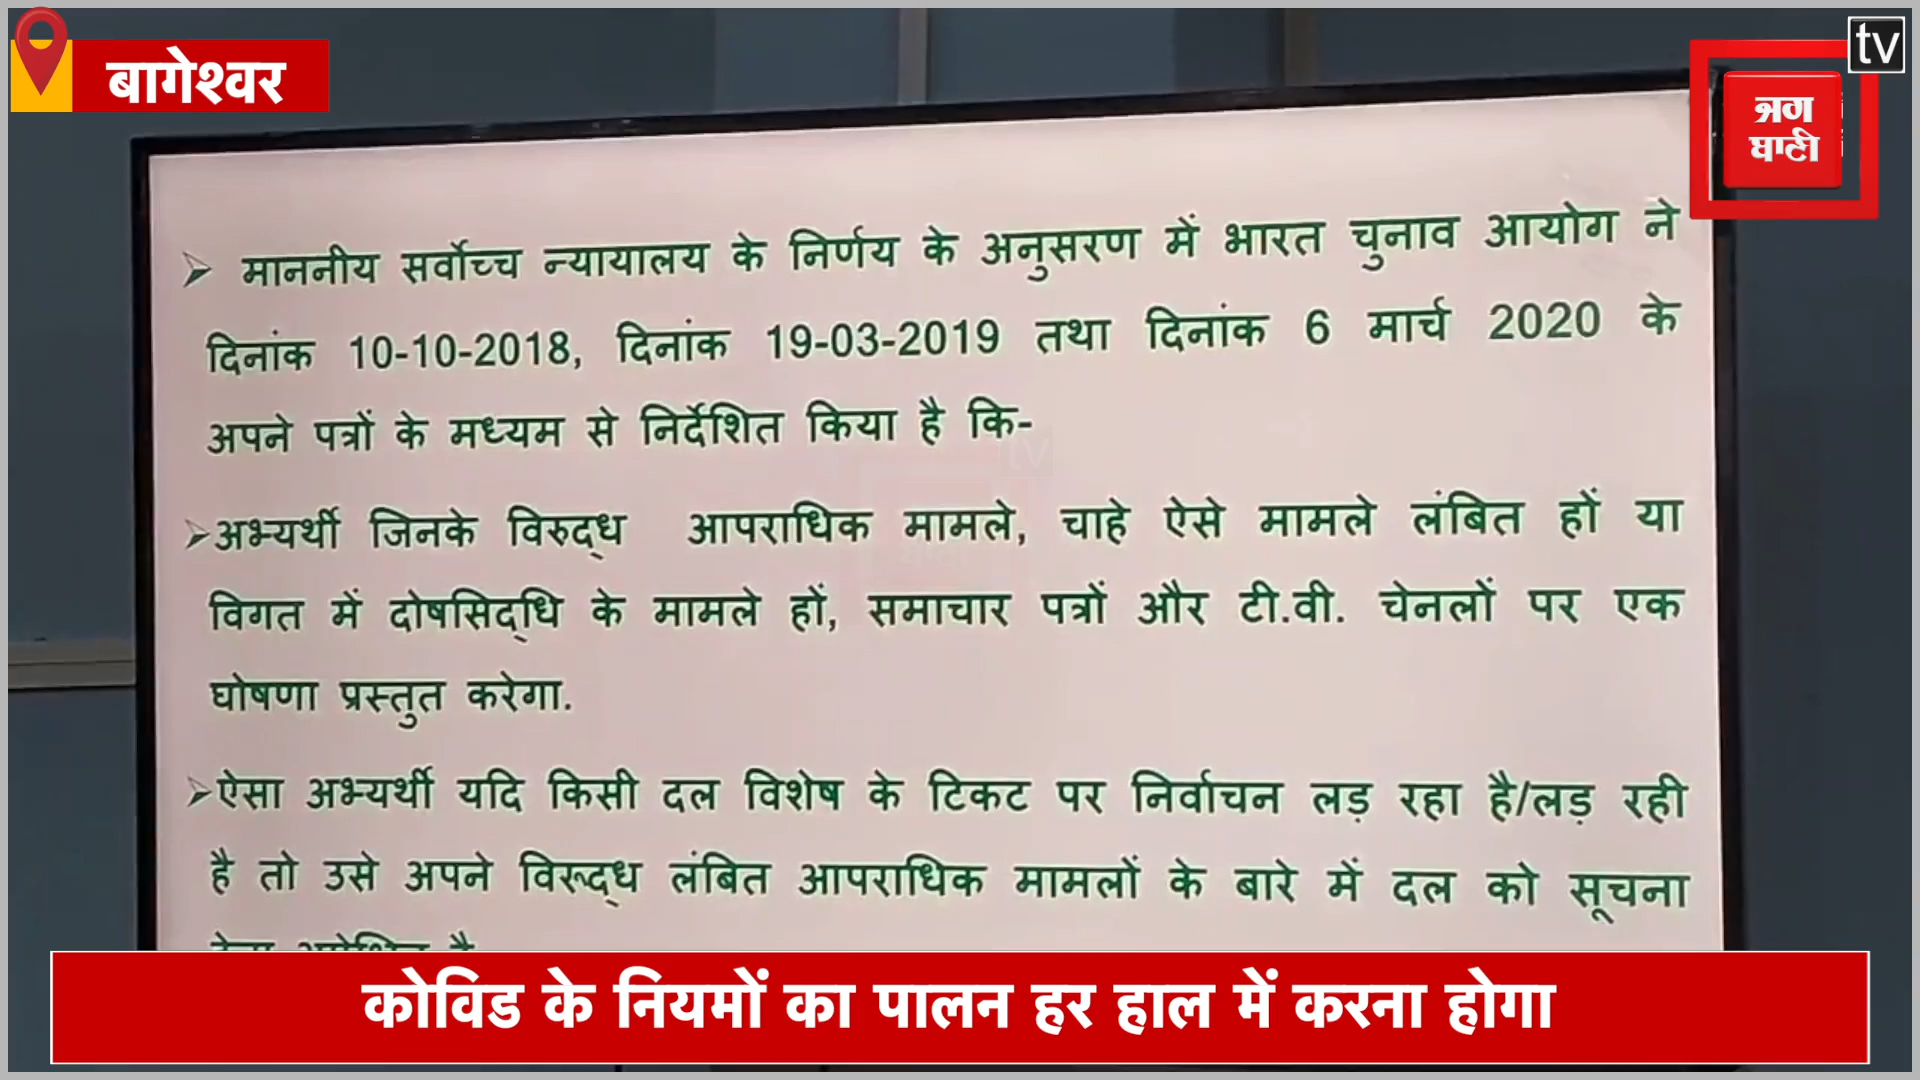 बागेश्वर
tv
ਜਗ
ਬਾਣੀ
माननीय सर्वोच्च न्यायालय के निर्णय के अनुसरण में भारत चुनाव आयोग ने
दिनांक 10-10-2018, दिनांक 19-03-2019 तथा दिनांक 6 मार्च 2020 के
अपने पत्रों के मध्यम से निर्देशित किया है कि-
अभ्यर्थी जिनके विरुद्ध आपराधिक मामले, चाहे ऐसे मामले लंबित हों या
विगत में दोषसिद्धि के मामले हों, समाचार पत्रों और टी.वी. चेनलों पर एक
घोषणा प्रस्तुत करेगा.
ऐसा अभ्यर्थी यदि किसी दल विशेष के टिकट पर निर्वाचन लड़ रहा है/लड़ रही
है तो उसे अपने विरूद्ध लंबित आपराधिक मामलों के बारे में दल को सूचना
कोविड के नियमों का पालन हर हाल में करना होगा